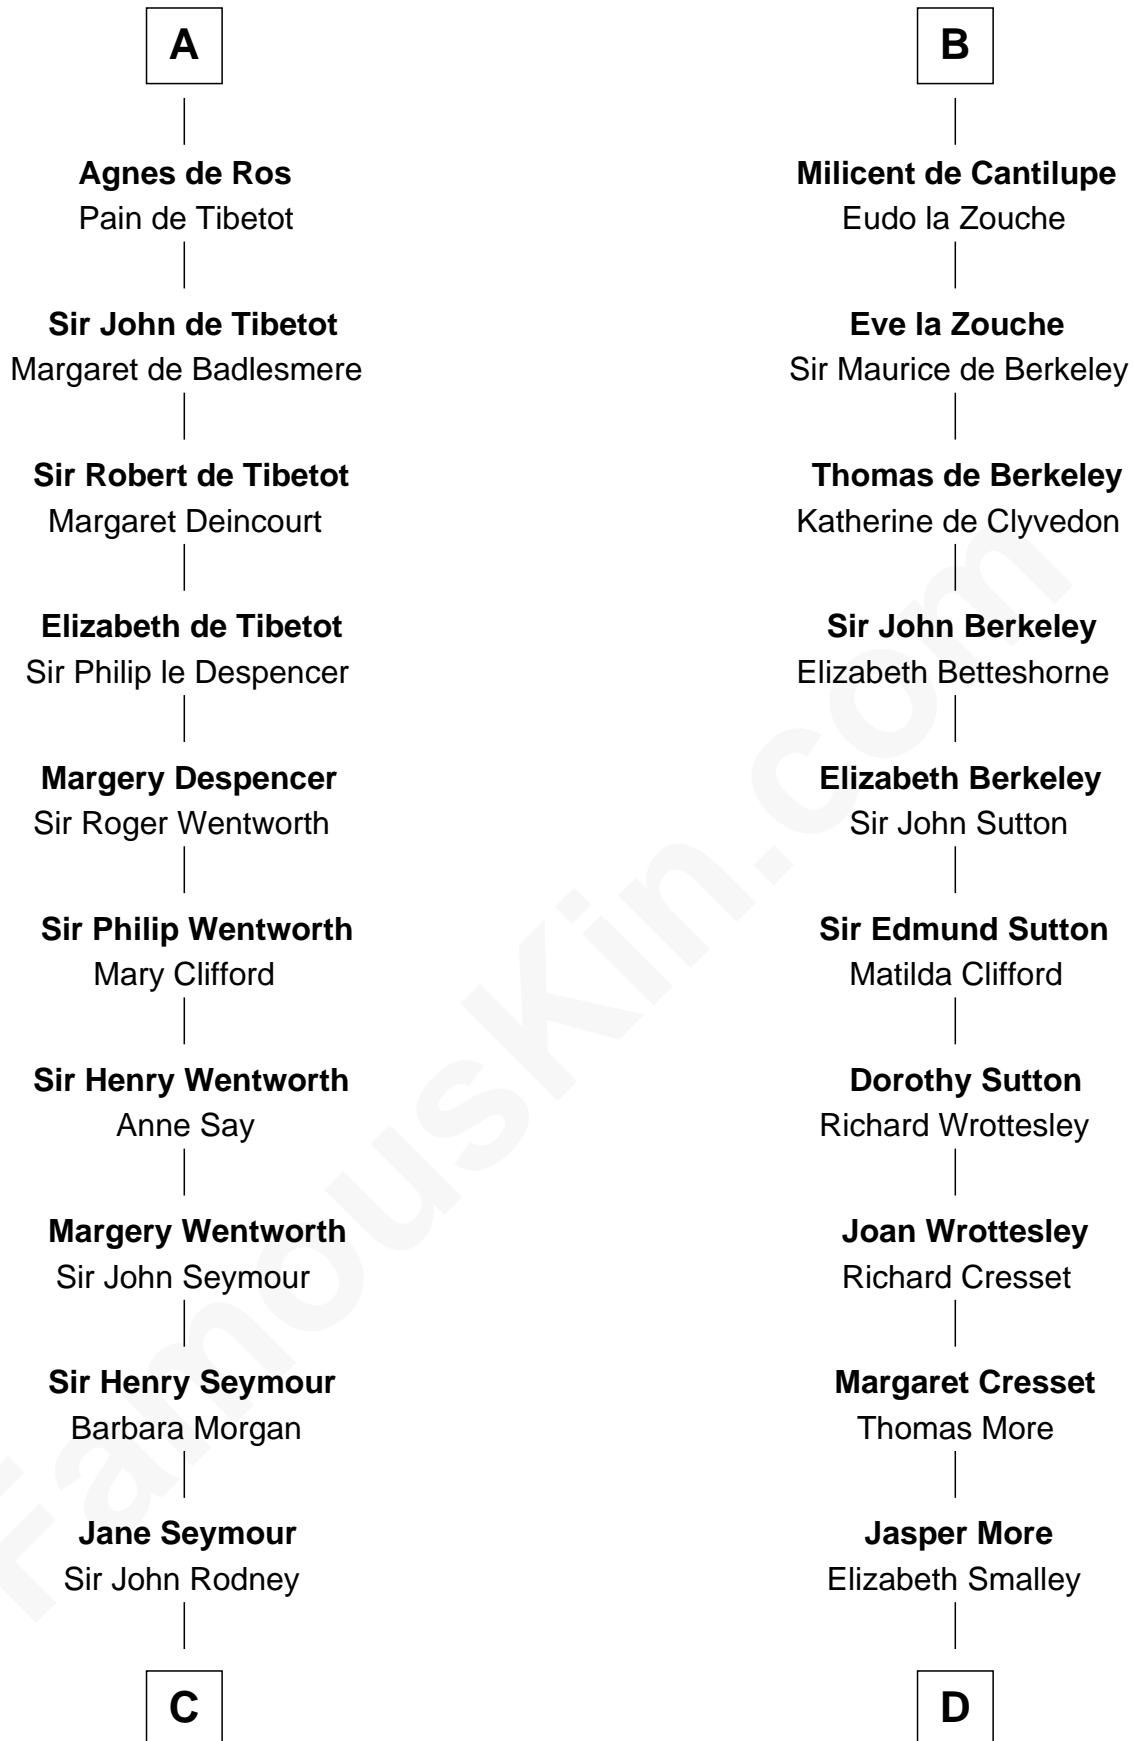 A
Agnes de Ros
Pain de Tibetot
Sir John de Tibetot
Margaret de Badlesmere
Sir Robert de Tibetot
Margaret Deincourt
Elizabeth de Tibetot
Sir Philip le Despencer
Margery Despencer
Sir Roger Wentworth
Sir Philip Wentworth
Mary Clifford
Sir Henry Wentworth
Anne Say
Margery Wentworth
Sir John Seymour
Sir Henry Seymour
Barbara Morgan
Jane Seymour
Sir John Rodney
C
B
Milicent de Cantilupe
Eudo la Zouche
Eve la Zouche
Sir Maurice de Berkeley
Thomas de Berkeley
Katherine de Clyvedon
Sir John Berkeley
Elizabeth Betteshorne
Elizabeth Berkeley
Sir John Sutton
Sir Edmund Sutton
Matilda Clifford
Dorothy Sutton
Richard Wrottesley
Joan Wrottesley
Richard Cresset
Margaret Cresset
Thomas More
Jasper More
Elizabeth Smalley
D
FamousKin.com